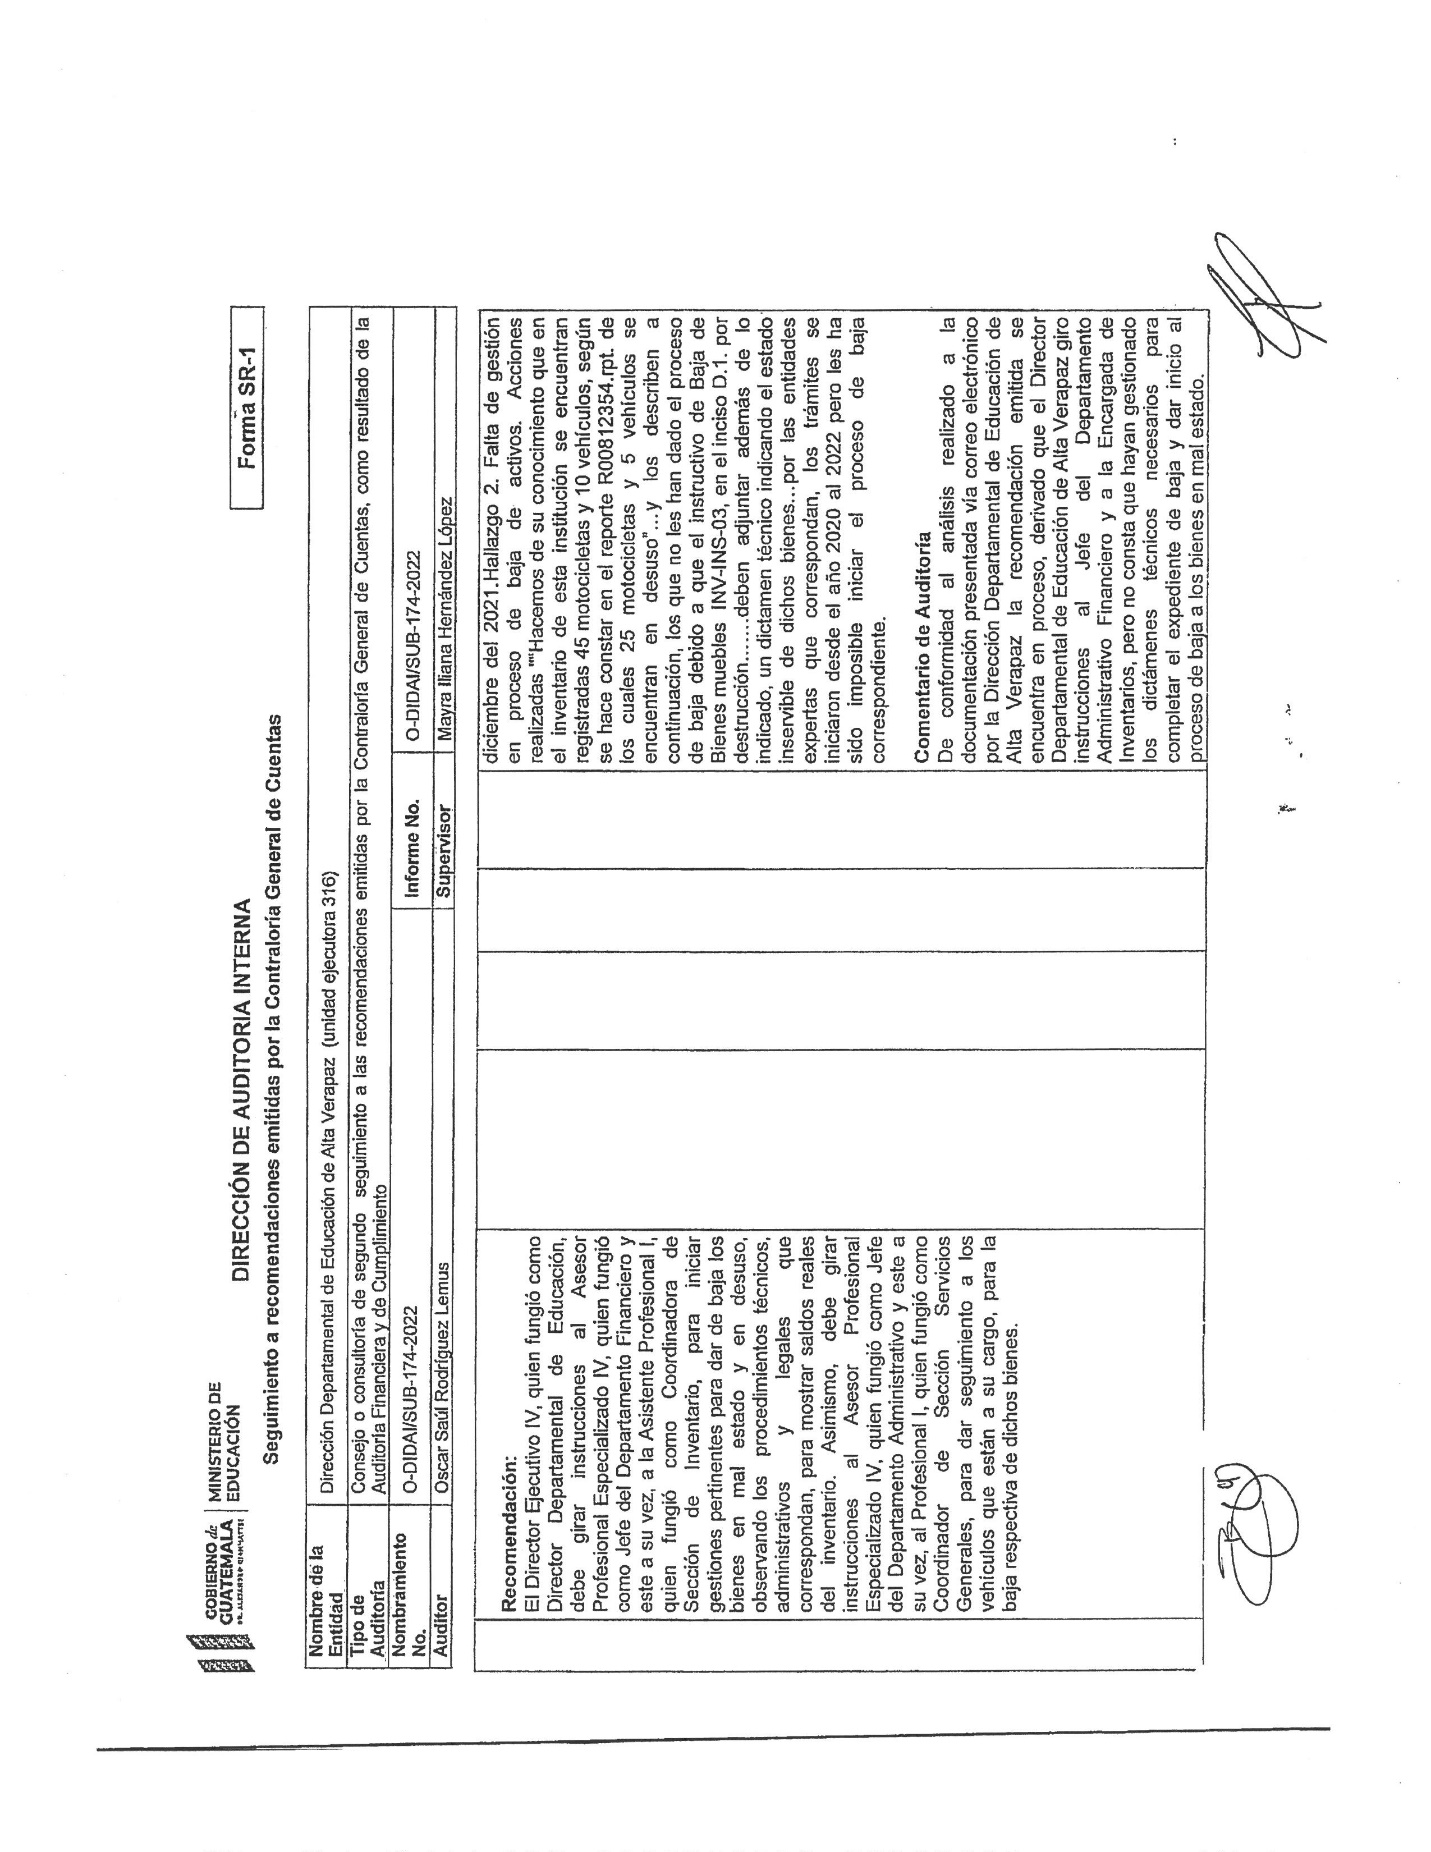 GOBIERNO de
GUATEMALA
MINISTERIO DE
EDUCACIÓN
DIRECCIÓN DE AUDITORIA INTERNA
Forma SR-1
Seguimiento a recomendaciones emitidas por la Contraloría General de Cuentas
Nombre de la
Entidad
Dirección Departamental de Educación de Alta Verapaz (unidad ejecutora 316)
Tipo de
Auditoría
Consejo o consultoría de segundo seguimiento a las recomendaciones emitidas por la Contraloría General de Cuentas, como resultado de la
Auditoría Financiera y de Cumplimiento
Nombramiento
No.
O-DIDAI/SUB-174-2022
Informe No.
O-DIDAI/SUB-174-2022
Auditor
Oscar Saúl Rodríguez Lemus
Supervisor
Mayra Iliana Hernández López
Recomendación:
El Director Ejecutivo IV, quien fungió como
Director Departamental de Educación,
debe girar instrucciones al Asesor
Profesional Especializado IV, quien fungió
como Jefe del Departamento Financiero y
este a su vez, a la Asistente Profesional I,
quien fungió como Coordinadora de
Sección de Inventario, para iniciar
gestiones pertinentes para dar de baja los
bienes en mal estado y en desuso,
observando los procedimientos técnicos,
administrativos y legales que
correspondan, para mostrar saldos reales
del inventario. Asimismo, debe girar
instrucciones al Asesor Profesional
Especializado IV, quien fungió como Jefe
del Departamento Administrativo y este a
su vez, al Profesional I, quien fungió como
Coordinador de Sección Servicios
Generales, para dar seguimiento a los
vehículos que están a su cargo, para la
baja respectiva de dichos bienes.
diciembre del 2021.Hallazgo 2. Falta de gestión
en proceso de baja de activos. Acciones
realizadas ""Hacemos de su conocimiento que en
el inventario de esta institución se encuentran
registradas 45 motocicletas y 10 vehículos, según
se hace constar en el reporte R00812354.rpt. de
los cuales 25 motocicletas y 5 vehículos se
encuentran en desuso"...y los describen a
continuación, los que no les han dado el proceso
de baja debido a que el instructivo de Baja de
Bienes muebles INV-INS-03, en el inciso D.1. por
destrucción.......deben adjuntar además de lo
indicado, un dictamen técnico indicando el estado
inservible de dichos bienes...por las entidades
expertas que correspondan, los trámites se
iniciaron desde el año 2020 al 2022 pero les ha
sido imposible iniciar el proceso de baja
correspondiente.
Comentario de Auditoría
De conformidad al análisis realizado a la
documentación presentada vía correo electrónico
por la Dirección Departamental de Educación de
Alta Verapaz la recomendación emitida se
encuentra en proceso, derivado que el Director
Departamental de Educación de Alta Verapaz giro
instrucciones al Jefe del Departamento
Administrativo Financiero y a la Encargada de
Inventarios, pero no consta que hayan gestionado
los dictámenes técnicos necesarios para
completar el expediente de baja y dar inicio al
proceso de baja a los bienes en mal estado.